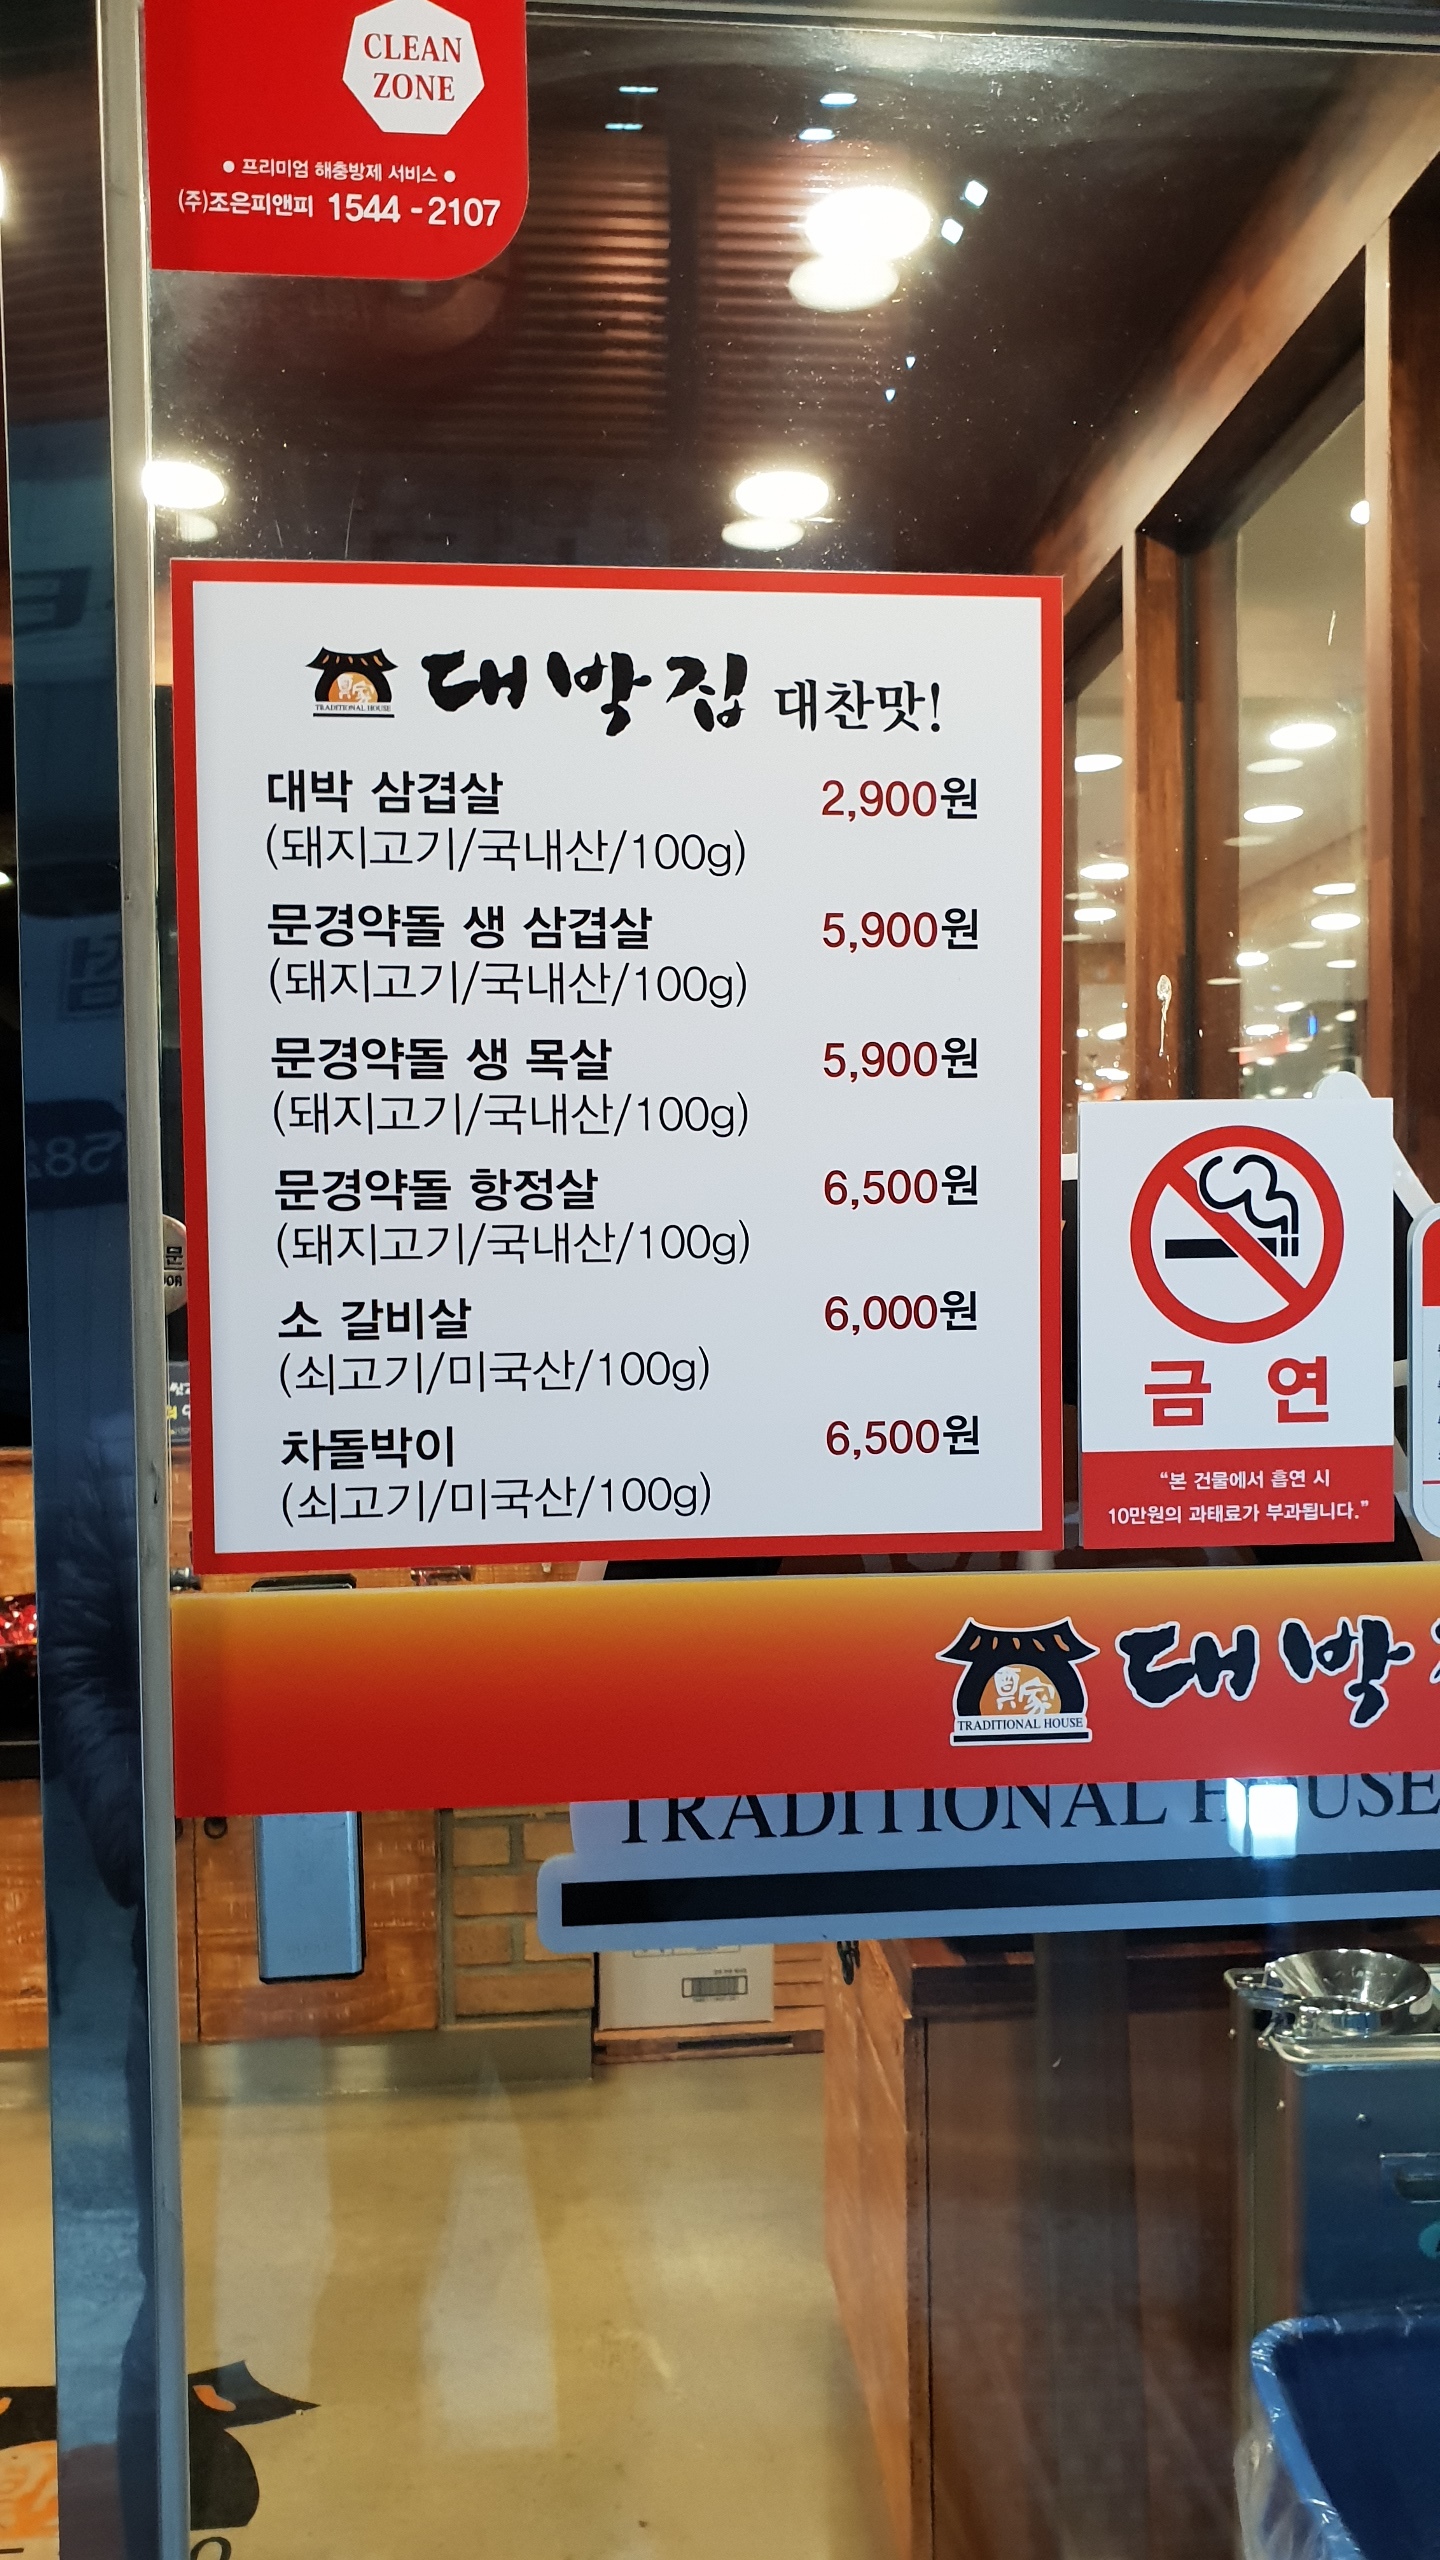 CLEAN
ZONE
● 프리미엄 해충방제 서비스 ●
(주)조은피앤피 1544-2107
TRADITIONAL HOUSE
대박집 대찬맛!
대박 삼겹살 2,900원
(돼지고기/국내산/100g)
문경약돌 생 삼겹살 5,900원
(돼지고기/국내산/100g)
문경약돌 생 목살 5,900원
(돼지고기/국내산/100g)
문경약돌 항정살 6,500원
(돼지고기/국내산/100g)
소 갈비살 6,000원
(쇠고기/미국산/100g)
차돌박이 6,500원
(쇠고기/미국산/100g)
금 연
“본 건물에서 흡연 시
10만원의 과태료가 부과됩니다.”
대박
TRADITIONAL HOUSE
TRADITIONAL HOUSE